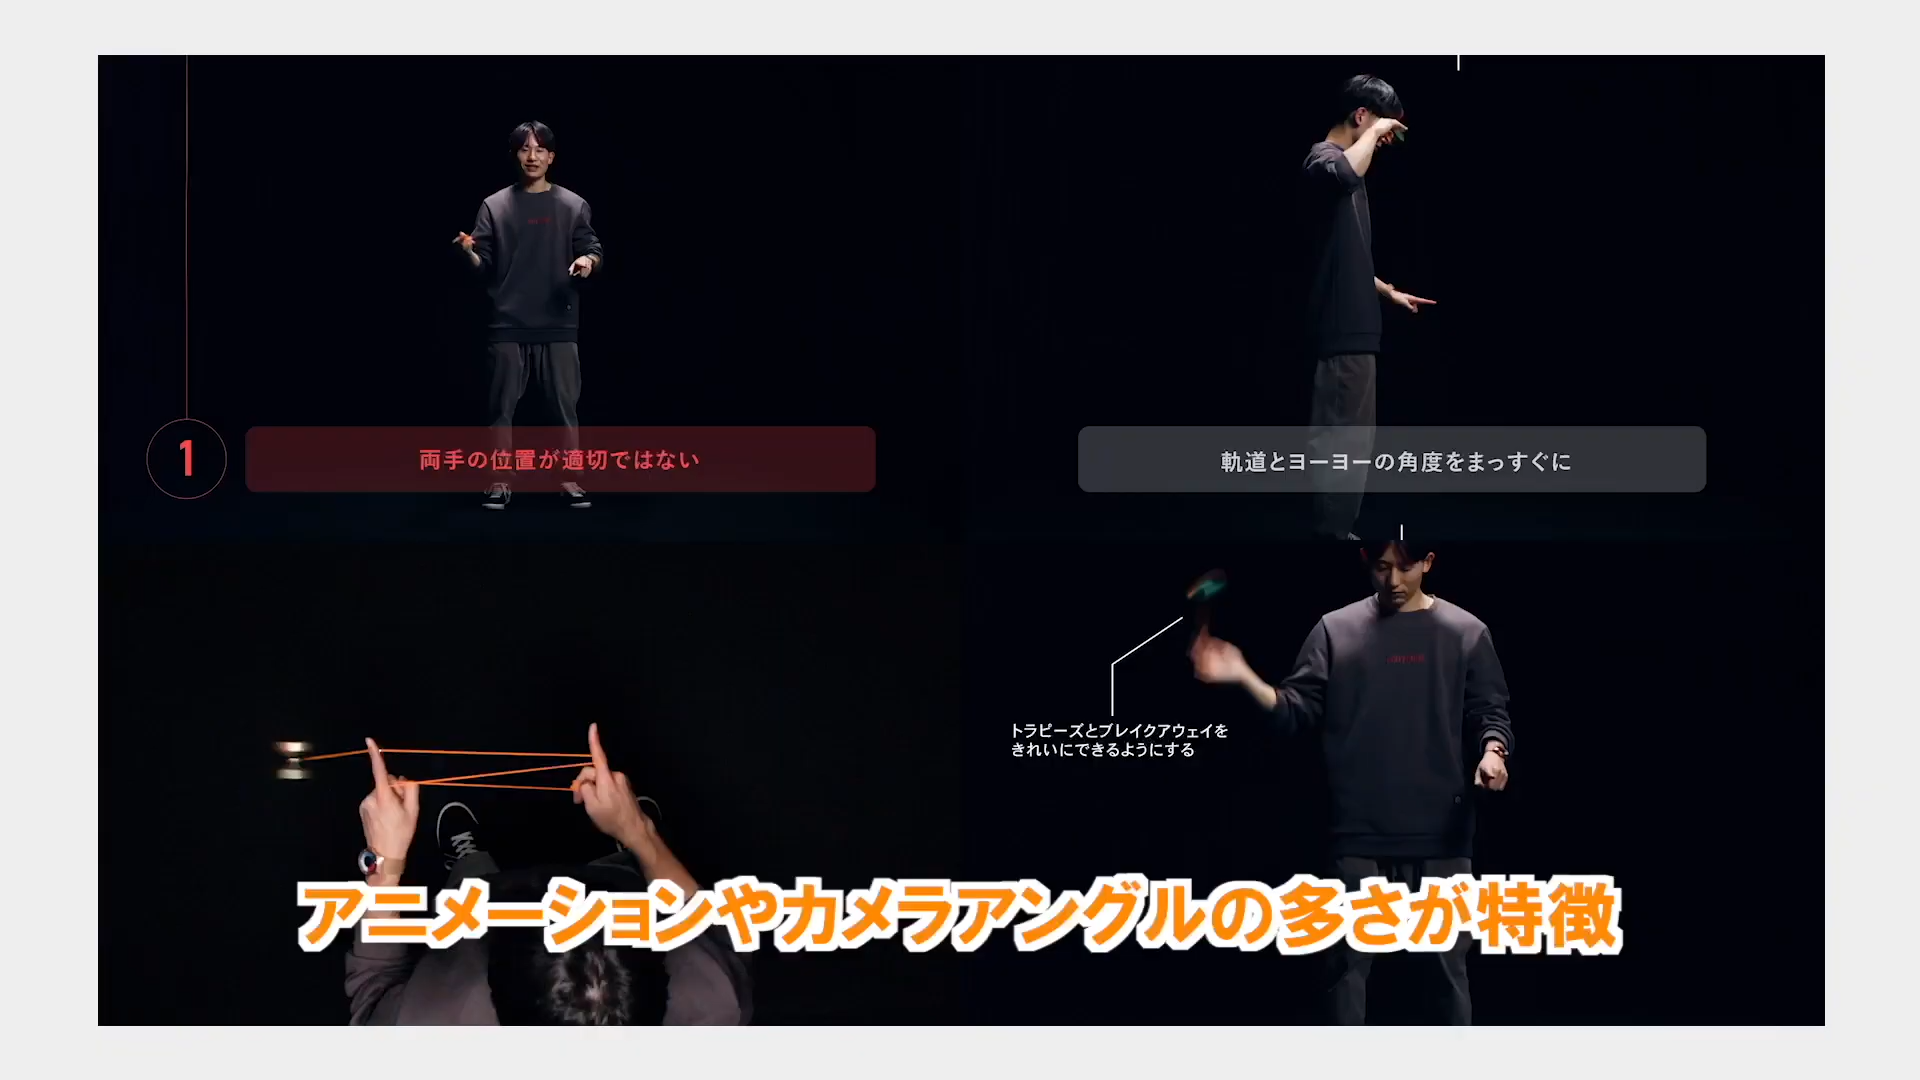 1
両手の位置が適切ではない
軌道とヨーヨーの角度をまっすぐに
トラピーズとブレイクアウェイを
きれいにできるようにする
アニメーションやカメラアングルの多さが特徴